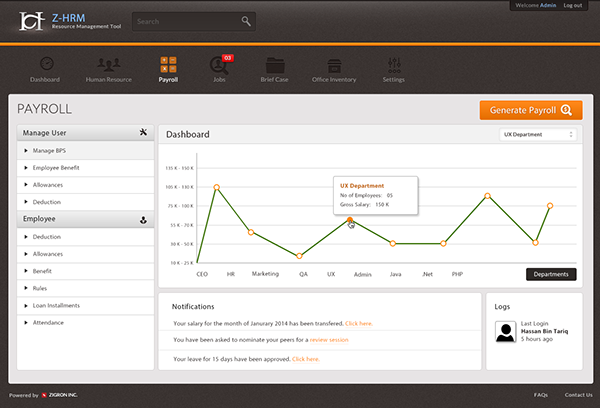 Welcome Admin Log out
Z-HRM
Resource Management Tool
Search
Dashboard Human Resource Payroll Jobs 03 Brief Case Office Inventory Settings
PAYROLL
Generate Payroll
Manage User
Manage BPS
Employee Benefit
Allowances
Deduction
Employee
Deduction
Allowances
Benefit
Rules
Loan Installments
Attendance
Dashboard
UX Department
135 K - 155 K
105 K - 130 K
75 K - 100 K
55 K - 70 K
30 K - 50 K
10 K - 25 K
UX Department
No of Employees: 05
Gross Salary: 150 K
CEO HR Marketing QA UX Admin Java .Net PHP
Departments
Notifications
Your salary for the month of Janurary 2014 has been transfered. Click here.
You have been asked to nominate your peers for a review session
Your leave for 15 days have been approved. Click here.
Logs
Last Login
Hassan Bin Tariq
5 hours ago
Powered by ZIGRON INC.
FAQs Contact Us